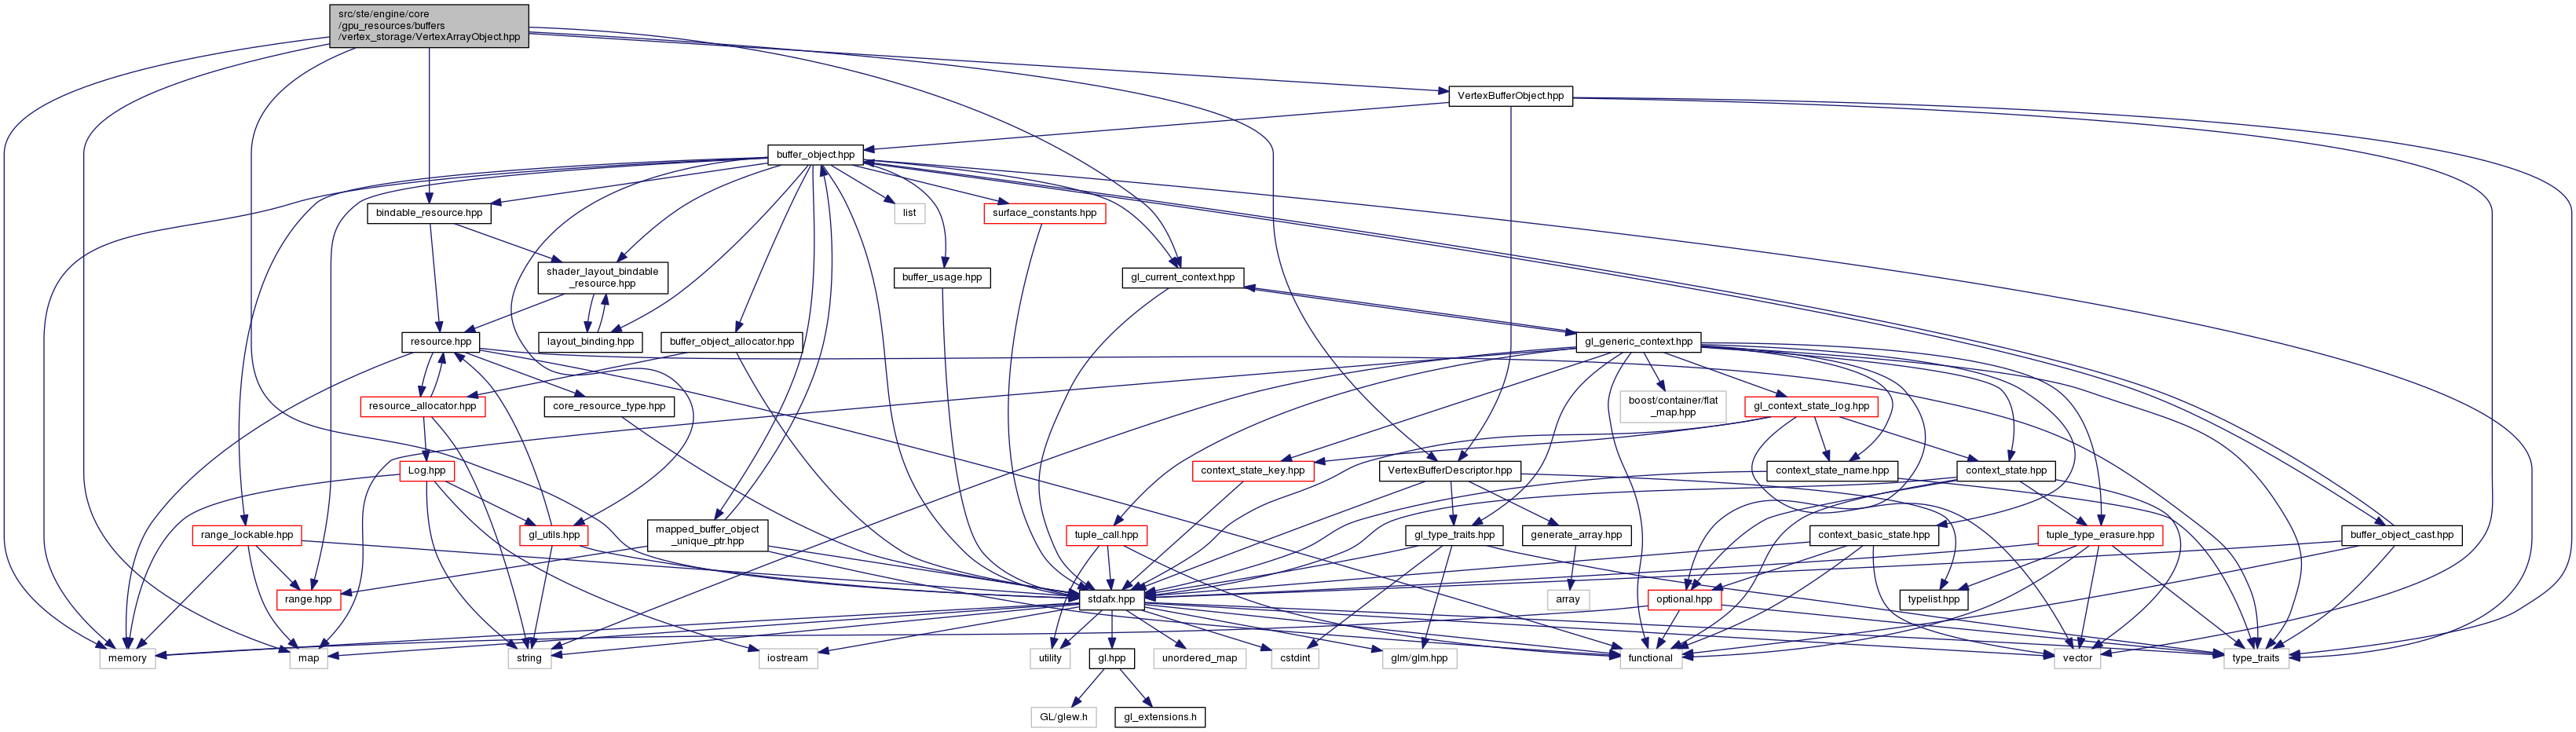 src/ste/engine/core
/gpu_resources/buffers
/vertex_storage/VertexArrayObject.hpp
VertexBufferObject.hpp
buffer_object.hpp
bindable_resource.hpp
list
surface_constants.hpp
shader_layout_bindable
_resource.hpp
buffer_usage.hpp
gl_current_context.hpp
resource.hpp
layout_binding.hpp
buffer_object_allocator.hpp
gl_generic_context.hpp
resource_allocator.hpp
core_resource_type.hpp
boost/container/flat
_map.hpp
gl_context_state_log.hpp
Log.hpp
context_state_key.hpp
VertexBufferDescriptor.hpp
context_state_name.hpp
context_state.hpp
range_lockable.hpp
gl_utils.hpp
mapped_buffer_object
_unique_ptr.hpp
tuple_call.hpp
gl_type_traits.hpp
generate_array.hpp
context_basic_state.hpp
tuple_type_erasure.hpp
buffer_object_cast.hpp
range.hpp
stdafx.hpp
array
optional.hpp
typelist.hpp
memory
map
string
iostream
utility
gl.hpp
unordered_map
cstdint
glm/glm.hpp
functional
vector
type_traits
GL/glew.h
gl_extensions.h